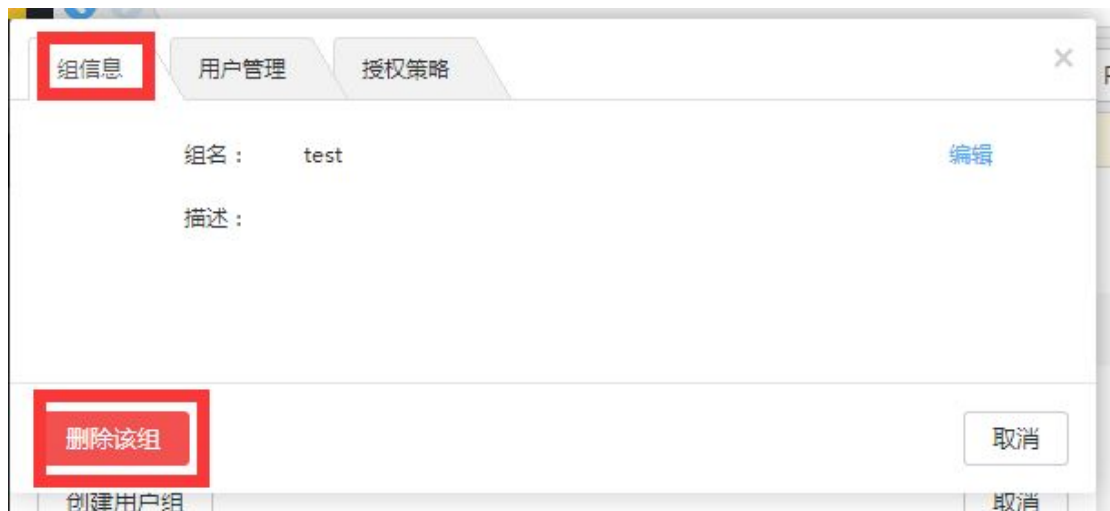 组信息 用户管理 授权策略 ×
组名： test 编辑
描述：
删除该组 取消
创建用户组 取消